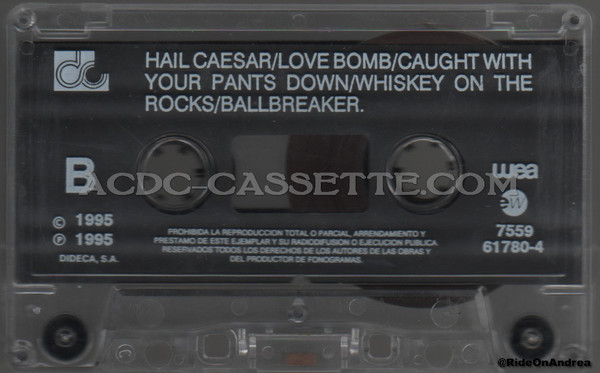 dc
HAIL CAESAR/LOVE BOMB/CAUGHT WITH
YOUR PANTS DOWN/WHISKEY ON THE
ROCKS/BALLBREAKER.
B
ACDC-CASSETTE.COM
wea
© 1995
℗ 1995
DIDECA, S.A.
PROHIBIDA LA REPRODUCCION TOTAL O PARCIAL, ARRENDAMIENTO Y
PRESTAMO DE ESTE EJEMPLAR Y SU RADIODIFUSION O EJECUCION PUBLICA
RESERVADOS TODOS LOS DERECHOS DE LOS AUTORES DE LAS OBRAS Y
DEL PRODUCTOR DE FONOGRAMAS.
7559
61780-4
@RideOnAndrea